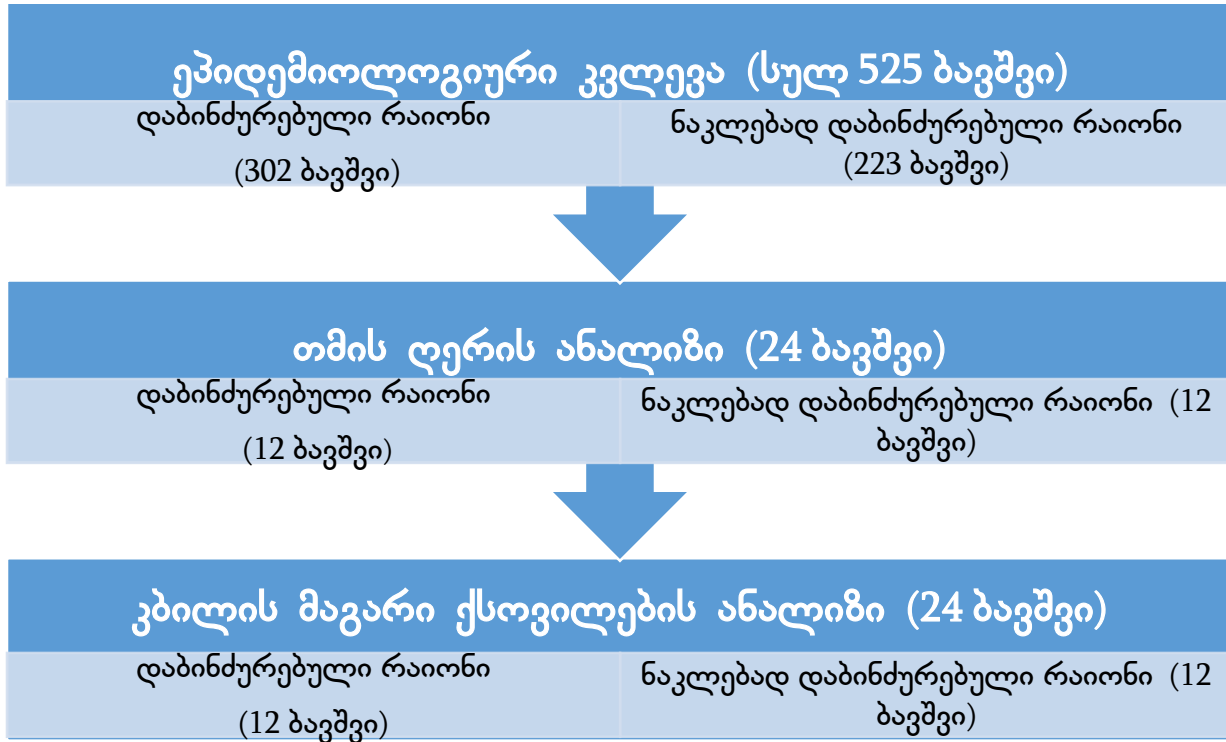 ეპიდემიოლოგიური კვლევა (სულ 525 ბავშვი)
დაბინძურებული რაიონი
(302 ბავშვი)
ნაკლებად დაბინძურებული რაიონი
(223 ბავშვი)
თმის ღერის ანალიზი (24 ბავშვი)
დაბინძურებული რაიონი
(12 ბავშვი)
ნაკლებად დაბინძურებული რაიონი (12
ბავშვი)
კბილის მაგარი ქსოვილების ანალიზი (24 ბავშვი)
დაბინძურებული რაიონი
(12 ბავშვი)
ნაკლებად დაბინძურებული რაიონი (12
ბავშვი)